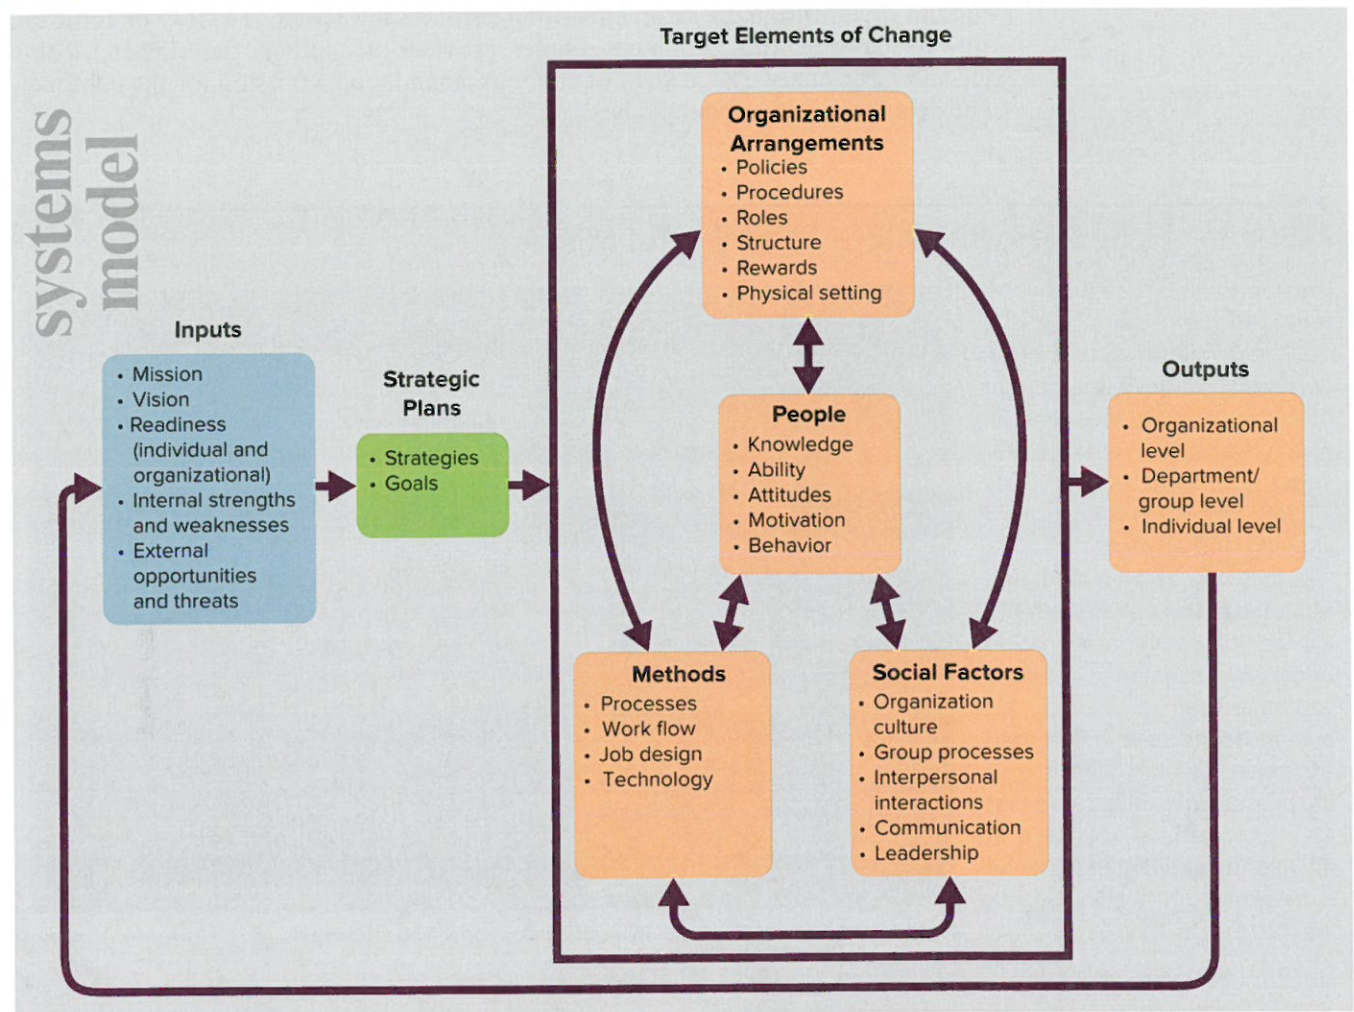 systems
model
Target Elements of Change
Organizational
Arrangements
• Policies
• Procedures
• Roles
• Structure
• Rewards
• Physical setting
Inputs
• Mission
• Vision
• Readiness
(individual and
organizational)
• Internal strengths
and weaknesses
• External
opportunities
and threats
Strategic
Plans
• Strategies
• Goals
People
• Knowledge
• Ability
• Attitudes
• Motivation
• Behavior
Outputs
• Organizational
level
• Department/
group level
• Individual level
Methods
• Processes
• Work flow
• Job design
• Technology
Social Factors
• Organization
culture
• Group processes
• Interpersonal
interactions
• Communication
• Leadership